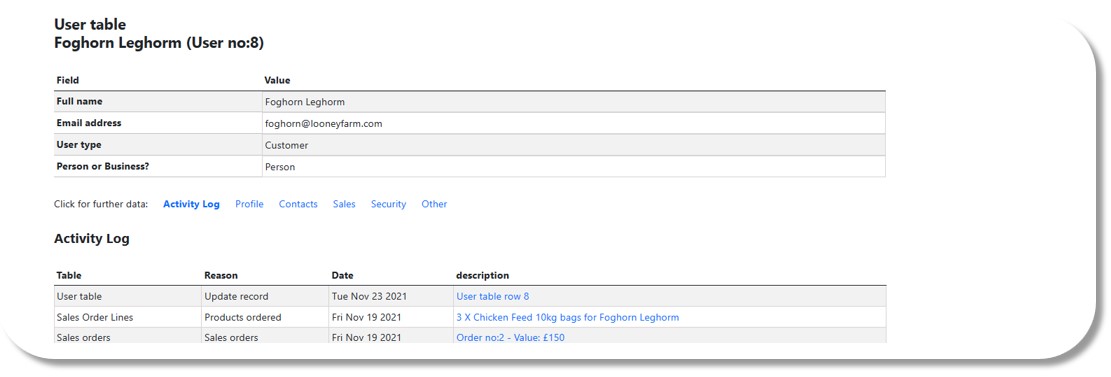 User table
Foghorn Leghorm (User no:8)
Field Value
Full name Foghorn Leghorm
Email address foghorn@looneyfarm.com
User type Customer
Person or Business? Person
Click for further data: Activity Log Profile Contacts Sales Security Other
Activity Log
Table Reason Date description
User table Update record Tue Nov 23 2021 User table row 8
Sales Order Lines Products ordered Fri Nov 19 2021 3 X Chicken Feed 10kg bags for Foghorn Leghorm
Sales orders Sales orders Fri Nov 19 2021 Order no:2 - Value: £150